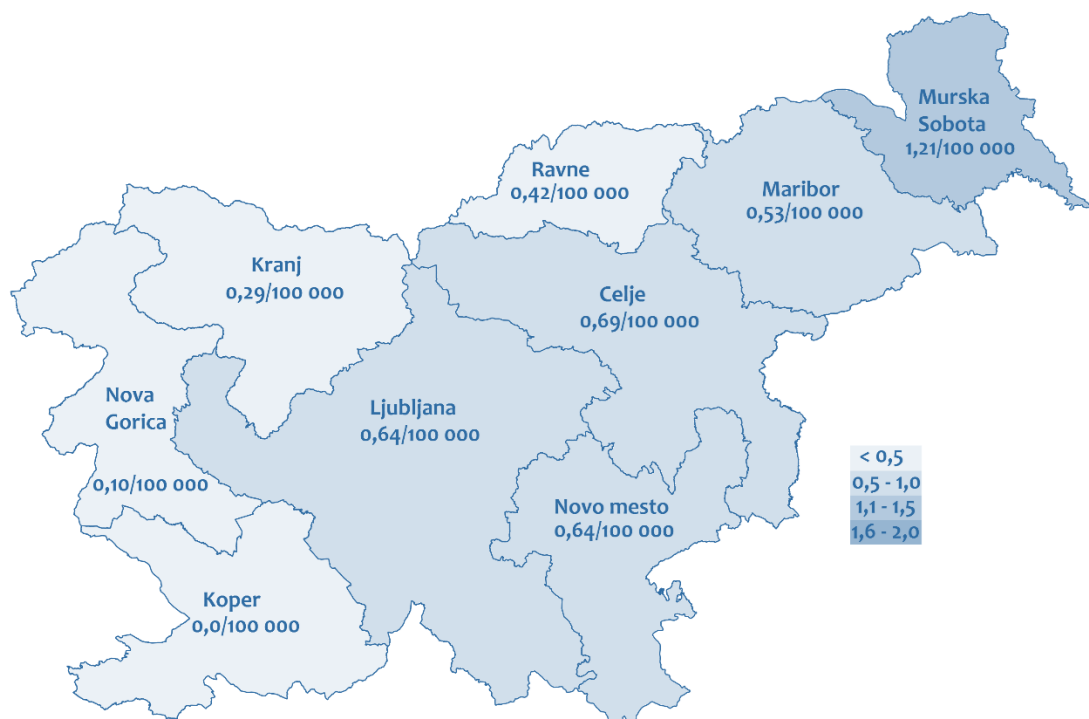 Murska
Sobota
1,21/100 000
Ravne
0,42/100 000
Maribor
0,53/100 000
Kranj
0,29/100 000
Celje
0,69/100 000
Nova
Gorica
0,10/100 000
Ljubljana
0,64/100 000
Novo mesto
0,64/100 000
Koper
0,0/100 000
< 0,5
0,5 - 1,0
1,1 - 1,5
1,6 - 2,0